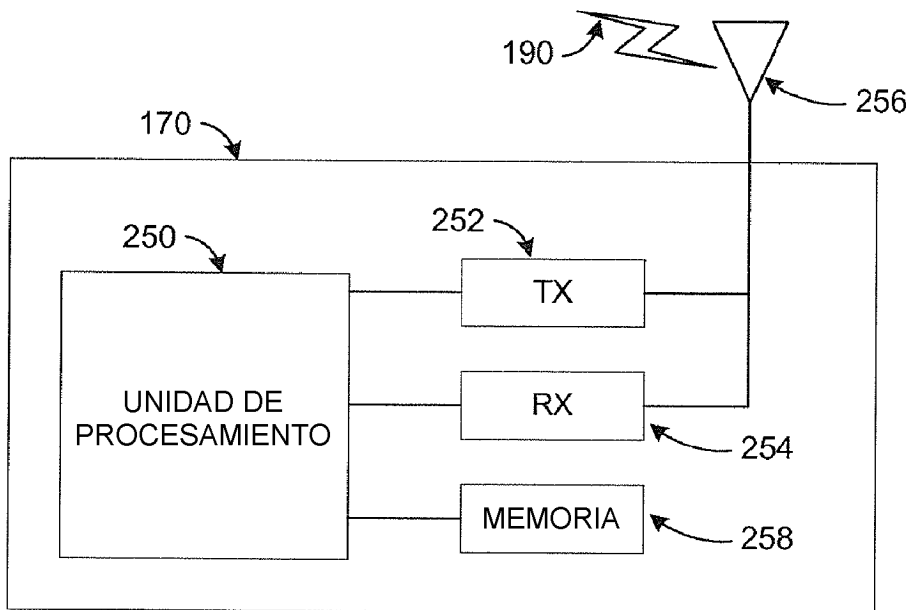 190
256
170
252
250
TX
UNIDAD DE
PROCESAMIENTO
RX
254
MEMORIA
258